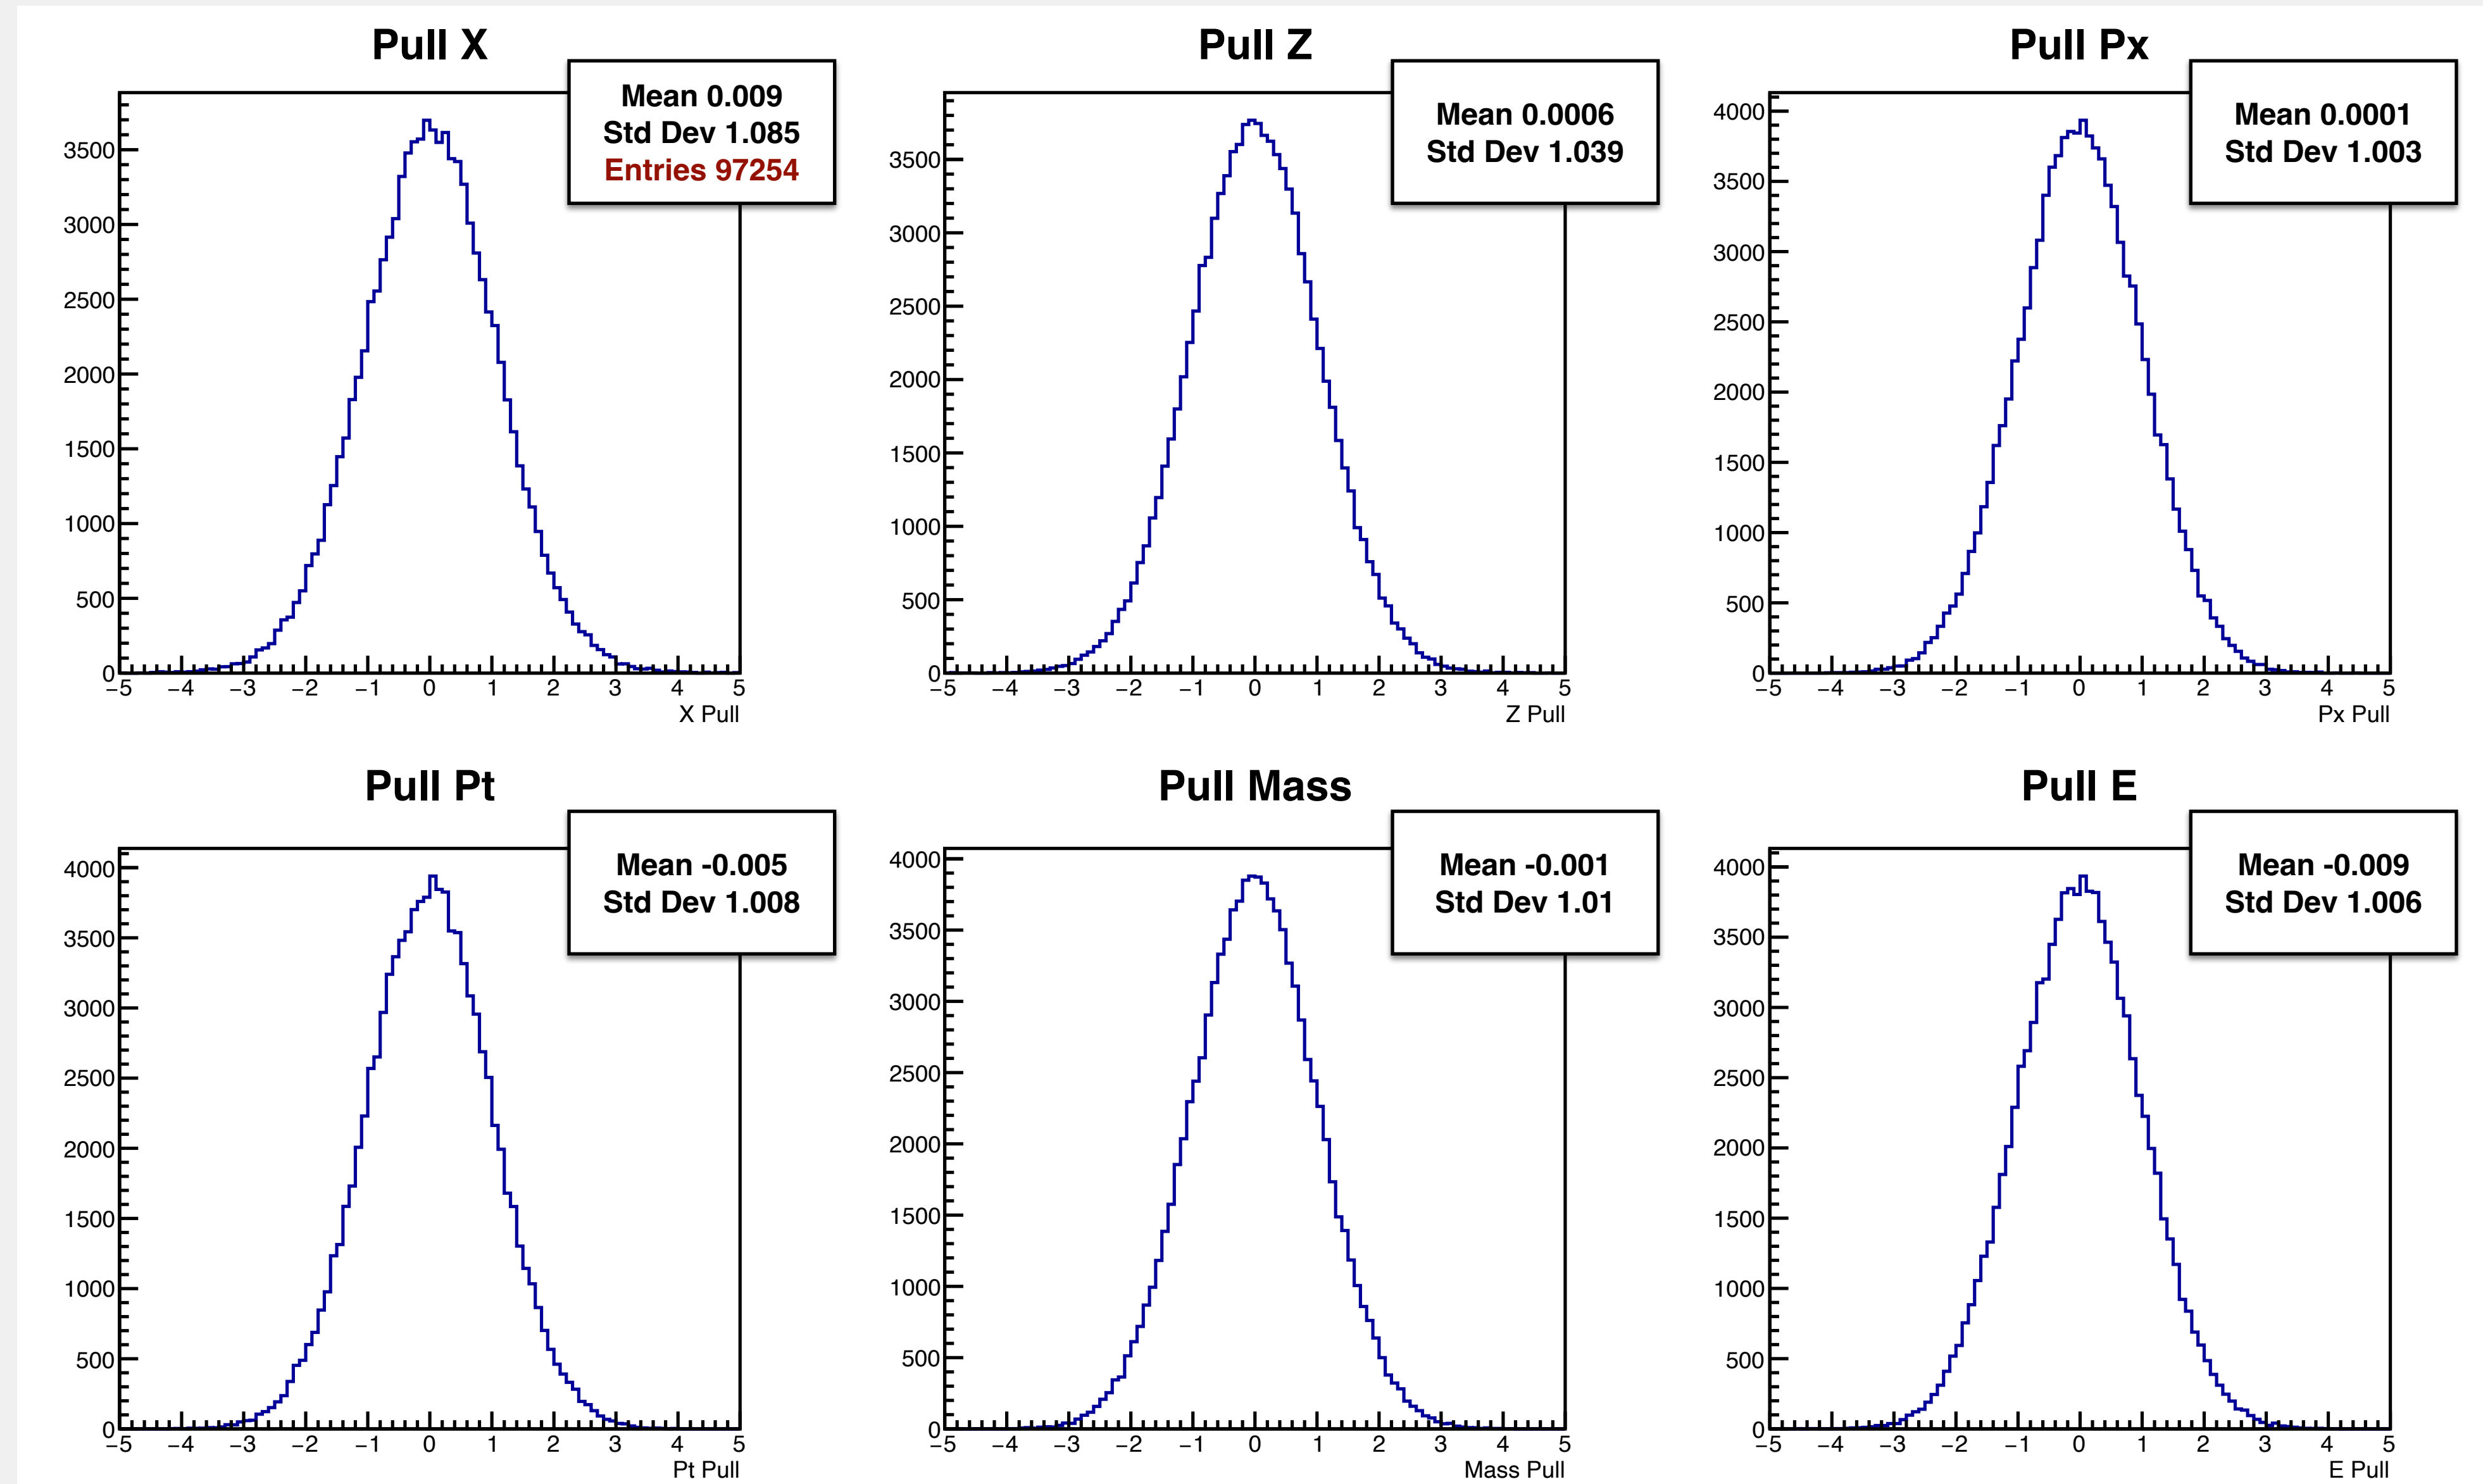 Pull X
Mean 0.009
Std Dev 1.085
Entries 97254
3500
3000
2500
2000
1500
1000
500
0
−5 −4 −3 −2 −1 0 1 2 3 4 5
X Pull
Pull Z
Mean 0.0006
Std Dev 1.039
3500
3000
2500
2000
1500
1000
500
0
−5 −4 −3 −2 −1 0 1 2 3 4 5
Z Pull
Pull Px
Mean 0.0001
Std Dev 1.003
4000
3500
3000
2500
2000
1500
1000
500
0
−5 −4 −3 −2 −1 0 1 2 3 4 5
Px Pull
Pull Pt
Mean -0.005
Std Dev 1.008
4000
3500
3000
2500
2000
1500
1000
500
0
−5 −4 −3 −2 −1 0 1 2 3 4 5
Pt Pull
Pull Mass
Mean -0.001
Std Dev 1.01
4000
3500
3000
2500
2000
1500
1000
500
0
−5 −4 −3 −2 −1 0 1 2 3 4 5
Mass Pull
Pull E
Mean -0.009
Std Dev 1.006
4000
3500
3000
2500
2000
1500
1000
500
0
−5 −4 −3 −2 −1 0 1 2 3 4 5
E Pull